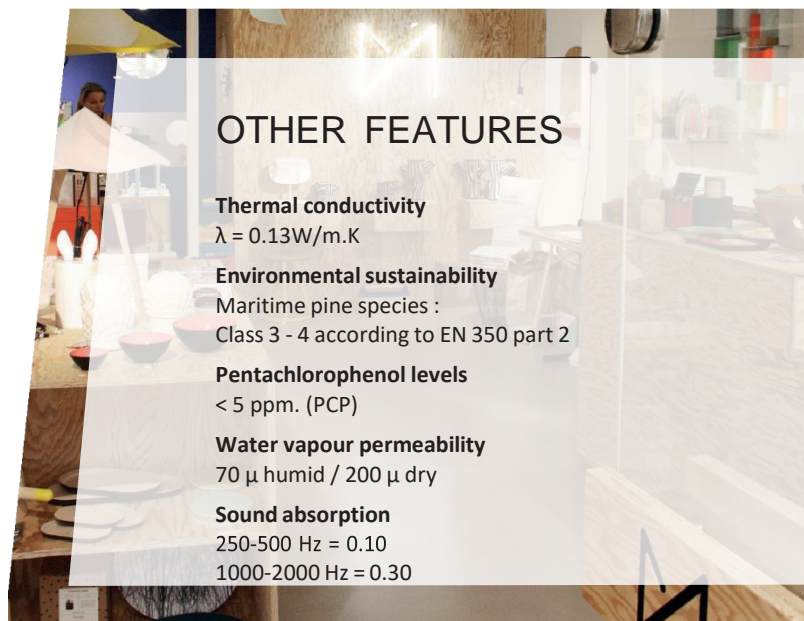 OTHER FEATURES
Thermal conductivity
λ = 0.13W/m.K
Environmental sustainability
Maritime pine species :
Class 3 - 4 according to EN 350 part 2
Pentachlorophenol levels
< 5 ppm. (PCP)
Water vapour permeability
70 µ humid / 200 µ dry
Sound absorption
250-500 Hz = 0.10
1000-2000 Hz = 0.30